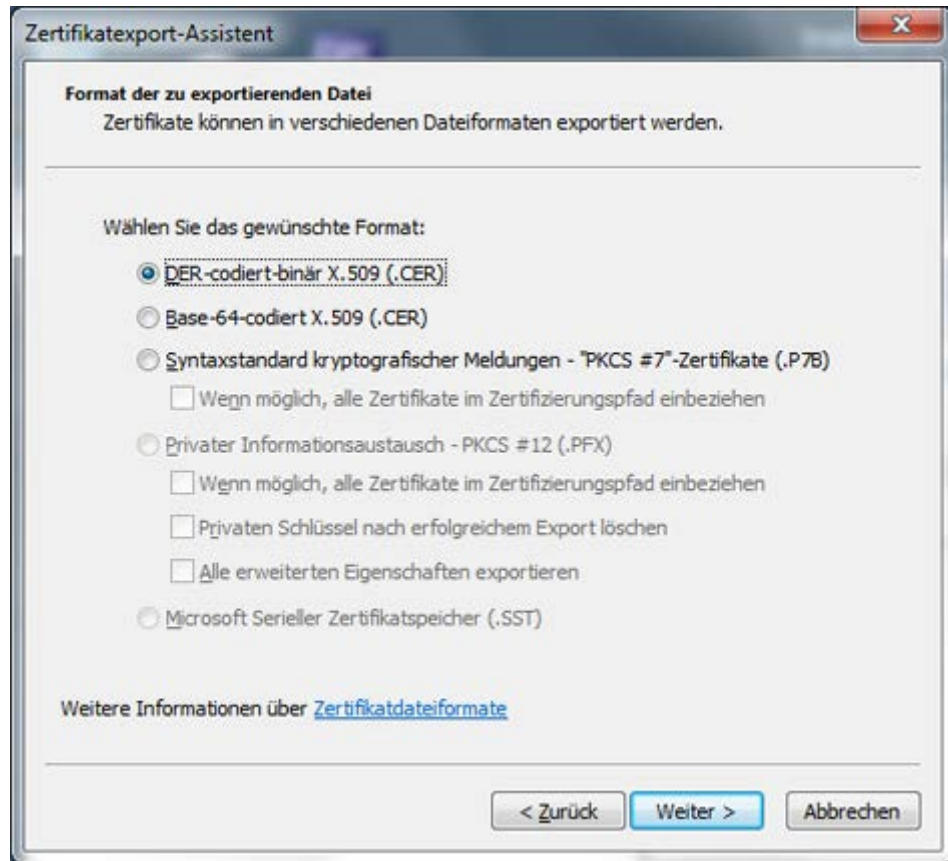 Zertifikatexport-Assistent
Format der zu exportierenden Datei
Zertifikate können in verschiedenen Dateiformaten exportiert werden.
Wählen Sie das gewünschte Format:
DER-codiert-binär X.509 (.CER)
Base-64-codiert X.509 (.CER)
Syntaxstandard kryptografischer Meldungen - "PKCS #7"-Zertifikate (.P7B)
Wenn möglich, alle Zertifikate im Zertifizierungspfad einbeziehen
Privater Informationsaustausch - PKCS #12 (.PFX)
Wenn möglich, alle Zertifikate im Zertifizierungspfad einbeziehen
Privaten Schlüssel nach erfolgreichem Export löschen
Alle erweiterten Eigenschaften exportieren
Microsoft Serieller Zertifikatspeicher (.SST)
Weitere Informationen über Zertifikatdateiformate
< Zurück Weiter > Abbrechen